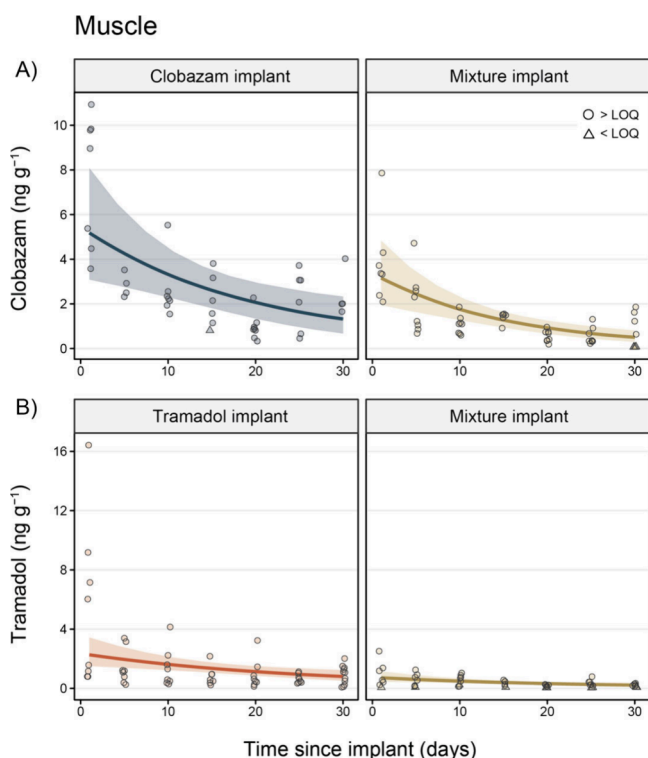 Muscle
A)
Clobazam implant
Mixture implant
Clobazam (ng g⁻¹)
10
8
6
4
2
0
○ > LOQ
△ < LOQ
0 10 20 30
0 10 20 30
B)
Tramadol implant
Mixture implant
Tramadol (ng g⁻¹)
16
12
8
4
0
0 10 20 30
0 10 20 30
Time since implant (days)